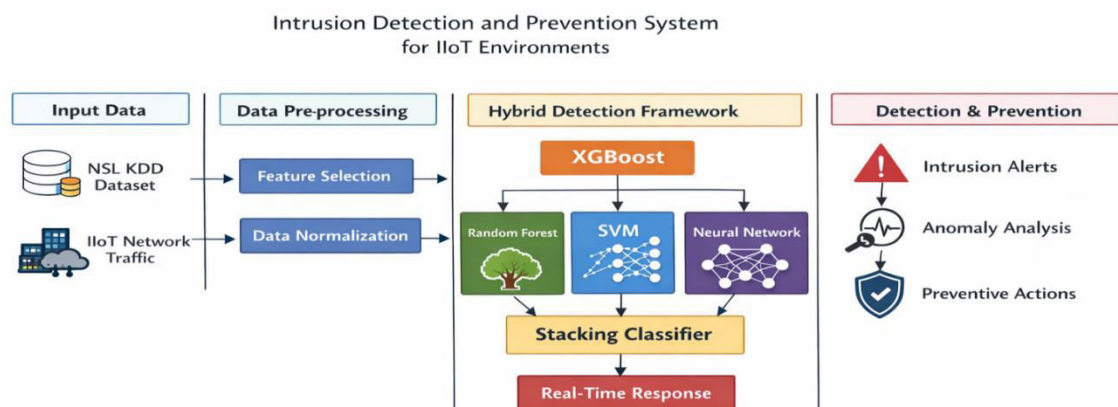 Intrusion Detection and Prevention System
for IIoT Environments
Input Data
NSL KDD
Dataset
IIoT Network
Traffic
Data Pre-processing
Feature Selection
Data Normalization
Hybrid Detection Framework
XGBoost
Random Forest
SVM
Neural Network
Stacking Classifier
Real-Time Response
Detection & Prevention
Intrusion Alerts
Anomaly Analysis
Preventive Actions